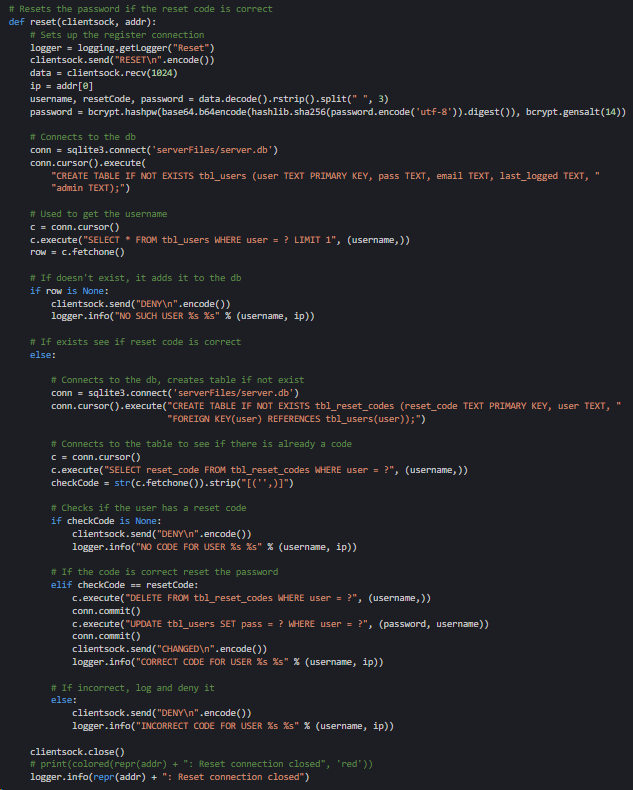 # Resets the password if the reset code is correct
def reset(clientsock, addr):
    # Sets up the register connection
    logger = logging.getLogger("Reset")
    clientsock.send("RESET\n".encode())
    data = clientsock.recv(1024)
    ip = addr[0]
    username, resetCode, password = data.decode().rstrip().split(" ", 3)
    password = bcrypt.hashpw(base64.b64encode(hashlib.sha256(password.encode('utf-8')).digest()), bcrypt.gensalt(14))

    # Connects to the db
    conn = sqlite3.connect('serverFiles/server.db')
    conn.cursor().execute(
        "CREATE TABLE IF NOT EXISTS tbl_users (user TEXT PRIMARY KEY, pass TEXT, email TEXT, last_logged TEXT, "
        "admin TEXT);")

    # Used to get the username
    c = conn.cursor()
    c.execute("SELECT * FROM tbl_users WHERE user = ? LIMIT 1", (username,))
    row = c.fetchone()

    # If doesn't exist, it adds it to the db
    if row is None:
        clientsock.send("DENY\n".encode())
        logger.info("NO SUCH USER %s %s" % (username, ip))

    # If exists see if reset code is correct
    else:

        # Connects to the db, creates table if not exist
        conn = sqlite3.connect('serverFiles/server.db')
        conn.cursor().execute("CREATE TABLE IF NOT EXISTS tbl_reset_codes (reset_code TEXT PRIMARY KEY, user TEXT, "
                              "FOREIGN KEY(user) REFERENCES tbl_users(user));")

        # Connects to the table to see if there is already a code
        c = conn.cursor()
        c.execute("SELECT reset_code FROM tbl_reset_codes WHERE user = ?", (username,))
        checkCode = str(c.fetchone()).strip("[('',)]")

        # Checks if the user has a reset code
        if checkCode is None:
            clientsock.send("DENY\n".encode())
            logger.info("NO CODE FOR USER %s %s" % (username, ip))

        # If the code is correct reset the password
        elif checkCode == resetCode:
            c.execute("DELETE FROM tbl_reset_codes WHERE user = ?", (username,))
            conn.commit()
            c.execute("UPDATE tbl_users SET pass = ? WHERE user = ?", (password, username))
            conn.commit()
            clientsock.send("CHANGED\n".encode())
            logger.info("CORRECT CODE FOR USER %s %s" % (username, ip))

        # If incorrect, log and deny it
        else:
            clientsock.send("DENY\n".encode())
            logger.info("INCORRECT CODE FOR USER %s %s" % (username, ip))

    clientsock.close()
    # print(colored(repr(addr) + ": Reset connection closed", 'red'))
    logger.info(repr(addr) + ": Reset connection closed")